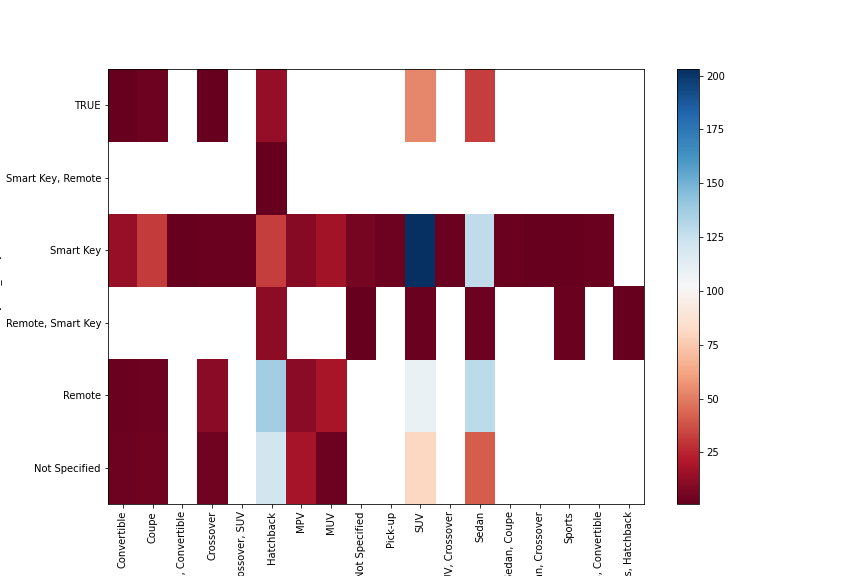 TRUE
Smart Key, Remote
Smart Key
Remote, Smart Key
Remote
Not Specified
Convertible
Coupe
, Convertible
Crossover
, SUV
Hatchback
MPV
MUV
Not Specified
Pick-up
SUV
, Crossover
Sedan
Sedan, Coupe
, Crossover
Sports
, Convertible
, Hatchback
200
175
150
125
100
75
50
25